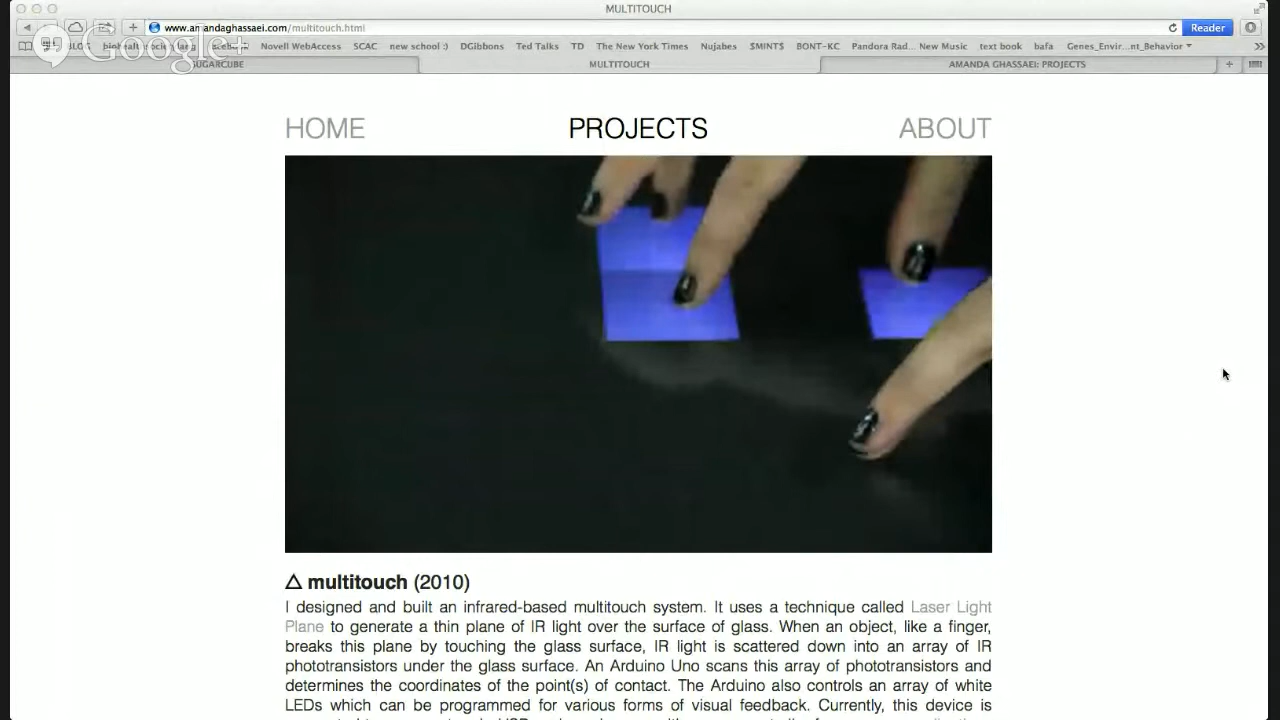 MULTITOUCH
www.amandaghassaei.com/multitouch.html
Reader
Google+
Novell WebAccess SCAC new school :) DGibbons Ted Talks TD The New York Times Nujabes $MINT$ BONT-KC Pandora Rad... New Music text book bafa Genes_Envir...nt_Behavior
MULTITOUCH AMANDA GHASSAEI: PROJECTS
HOME PROJECTS ABOUT
△ multitouch (2010)
I designed and built an infrared-based multitouch system. It uses a technique called Laser Light
Plane to generate a thin plane of IR light over the surface of glass. When an object, like a finger,
breaks this plane by touching the glass surface, IR light is scattered down into an array of IR
phototransistors under the glass surface. An Arduino Uno scans this array of phototransistors and
determines the coordinates of the point(s) of contact. The Arduino also controls an array of white
LEDs which can be programmed for various forms of visual feedback. Currently, this device is